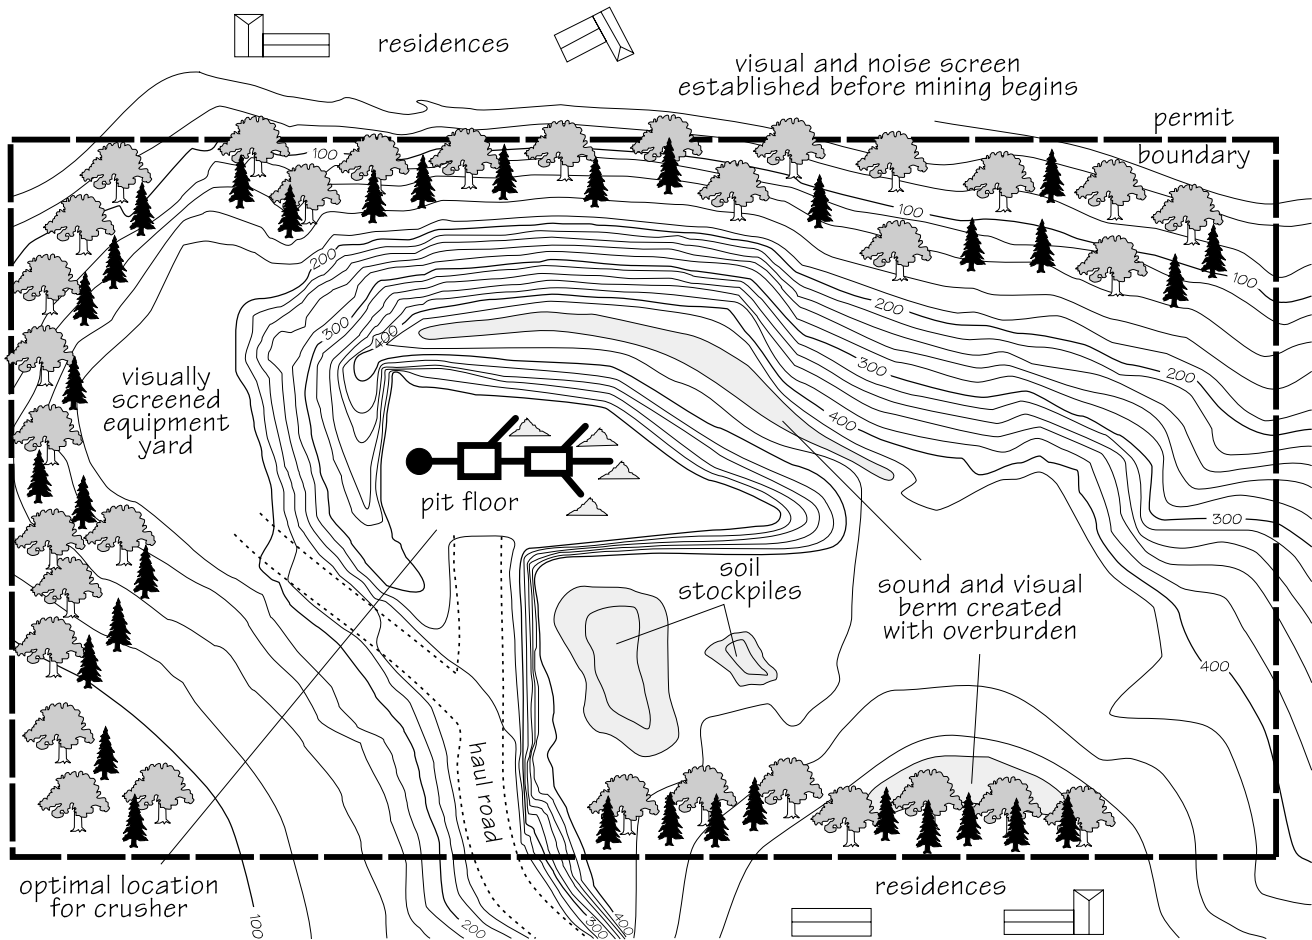 residences
visual and noise screen
established before mining begins
permit
boundary
100
100
200
100
200
300
400
300
200
visually
screened
equipment
yard
400
pit floor
300
soil
stockpiles
sound and visual
berm created
with overburden
400
haul road
optimal location
for crusher
residences
100
200
300
400